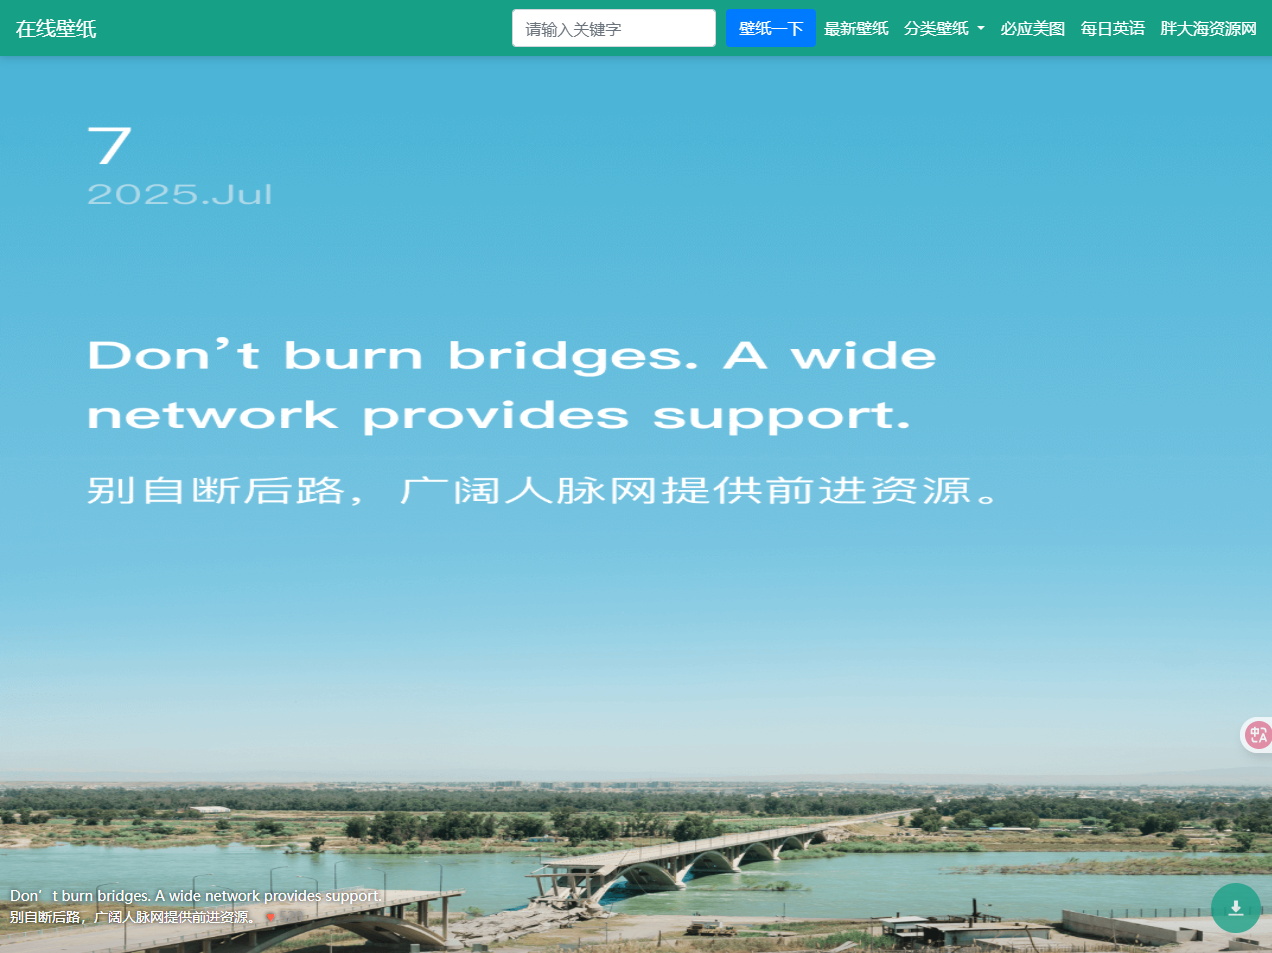 在线壁纸
请输入关键字
壁纸一下
最新壁纸
分类壁纸
必应美图
每日英语
胖大海资源网
7
2025.Jul
Don’t burn bridges. A wide
network provides support.
别自断后路，广阔人脉网提供前进资源。
Don’t burn bridges. A wide network provides support.
别自断后路，广阔人脉网提供前进资源。
中
A